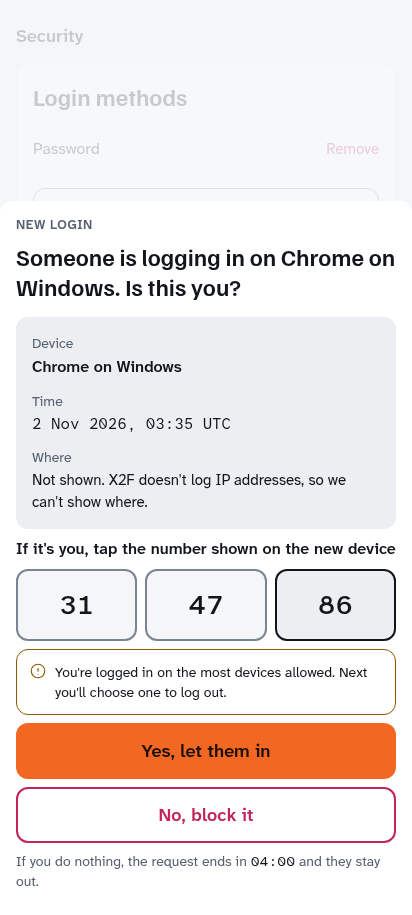 Security
Login methods
Password
Remove
NEW LOGIN
Someone is logging in on Chrome on
Windows. Is this you?
Device
Chrome on Windows
Time
2 Nov 2026, 03:35 UTC
Where
Not shown. X2F doesn't log IP addresses, so we
can't show where.
If it's you, tap the number shown on the new device
31
47
86
You're logged in on the most devices allowed. Next
you'll choose one to log out.
Yes, let them in
No, block it
If you do nothing, the request ends in 04:00 and they stay
out.